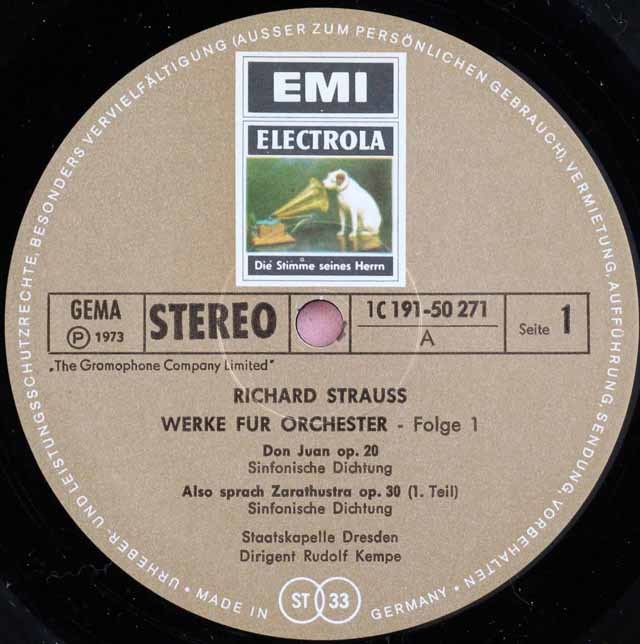 URHEBER- UND LEISTUNGSSCHUTZRECHTE, BESONDERS VERVIELFÄLTIGUNG (AUSSER ZUM PERSÖNLICHEN GEBRAUCH), VERMIETUNG, AUFFÜHRUNG, SENDUNG VORBEHALTEN
EMI
ELECTROLA
Die Stimme seines Herrn
GEMA
Ⓟ 1973
STEREO
1C 191-50 271
A
Seite 1
„The Gramophone Company Limited"
RICHARD STRAUSS
WERKE FUR ORCHESTER - Folge 1
Don Juan op. 20
Sinfonische Dichtung
Also sprach Zarathustra op. 30 (1. Teil)
Sinfonische Dichtung
Staatskapelle Dresden
Dirigent Rudolf Kempe
• MADE IN GERMANY •
ST 33